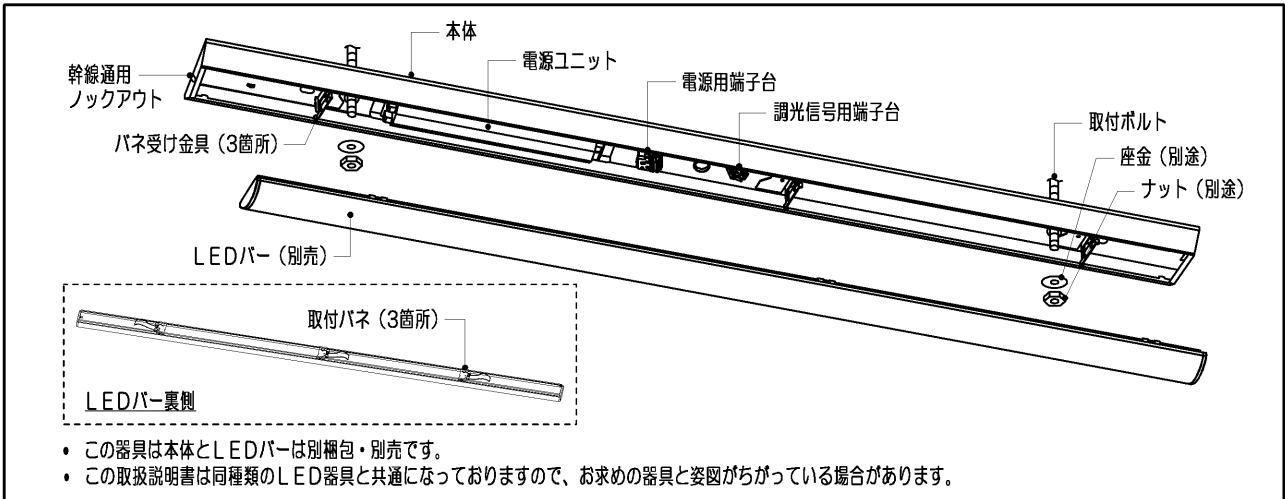 本体
電源ユニット
幹線通用
ノックアウト
電源用端子台
調光信号用端子台
取付ボルト
バネ受け金具（3箇所）
座金（別途）
ナット（別途）
LEDバー（別売）
取付バネ（3箇所）
LEDバー裏側
• この器具は本体とLEDバーは別梱包・別売です。
• この取扱説明書は同種類のLED器具と共通になっておりますので、お求めの器具と姿図がちがっている場合があります。